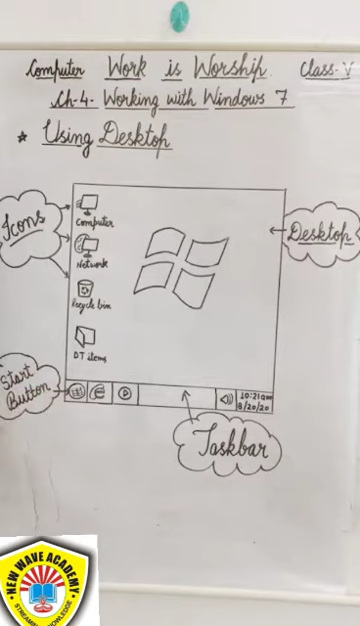 Computer Work is Worship. Class-V
Ch-4- Working with Windows 7
* Using Desktop
Icons
Computer
Network
Recycle bin
DT items
Desktop
Start
Button
10:21am
8/20/20
Taskbar
NEW WAVE ACADEMY